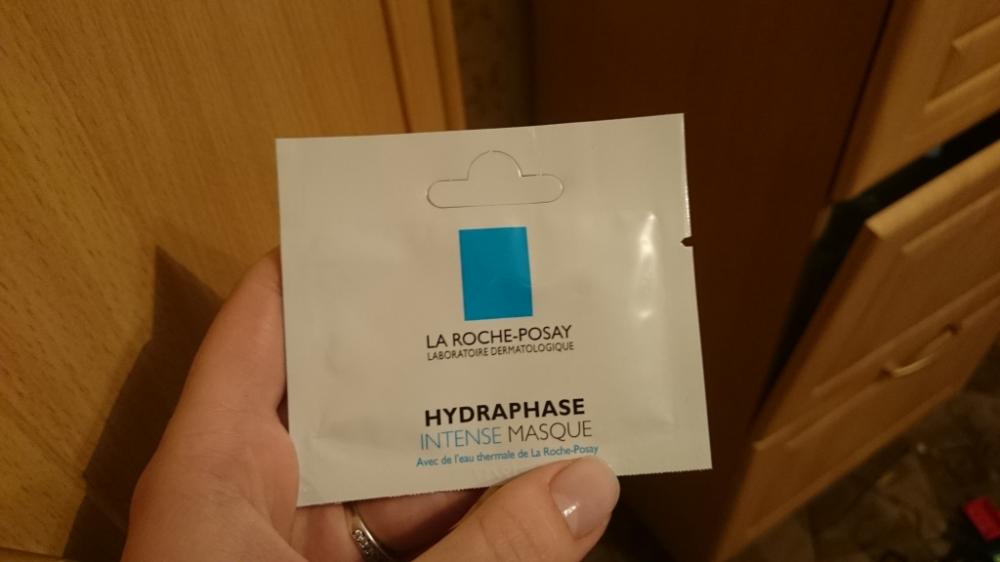 LA ROCHE-POSAY
LABORATOIRE DERMATOLOGIQUE
HYDRAPHASE
INTENSE MASQUE
Avec de l'eau thermale de La Roche-Posay